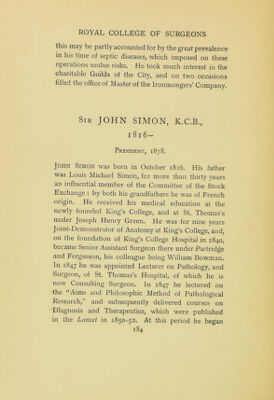 ROYAL COLLEGE OF SURGEONS
this may be partly accounted for by the great prevalence
in his time of septic diseases, which imposed on these
operations undue risks. He took much interest in the
charitable Guilds of the City, and on two occasions
filled the office of Master of the Ironmongers' Company.
SIR JOHN SIMON, K.C.B.,
1816–
PRESIDENT, 1878.
JOHN SIMON was born in October 1816. His father
was Louis Michael Simon, for more than thirty years
an influential member of the Committee of the Stock
Exchange: by both his grandfathers he was of French
origin. He received his medical education at the
newly founded King's College, and at St. Thomas's
under Joseph Henry Green. He was for nine years
Joint-Demonstrator of Anatomy at King's College, and,
on the foundation of King's College Hospital in 1840,
became Senior Assistant Surgeon there under Partridge
and Fergusson, his colleague being William Bowman.
In 1847 he was appointed Lecturer on Pathology, and
Surgeon, of St. Thomas's Hospital, of which he is
now Consulting Surgeon. In 1847 he lectured on
the "Aims and Philosophic Method of Pathological
Research," and subsequently delivered courses on
Diagnosis and Therapeutics, which were published
in the Lancet in 1850-52. At this period he began
184